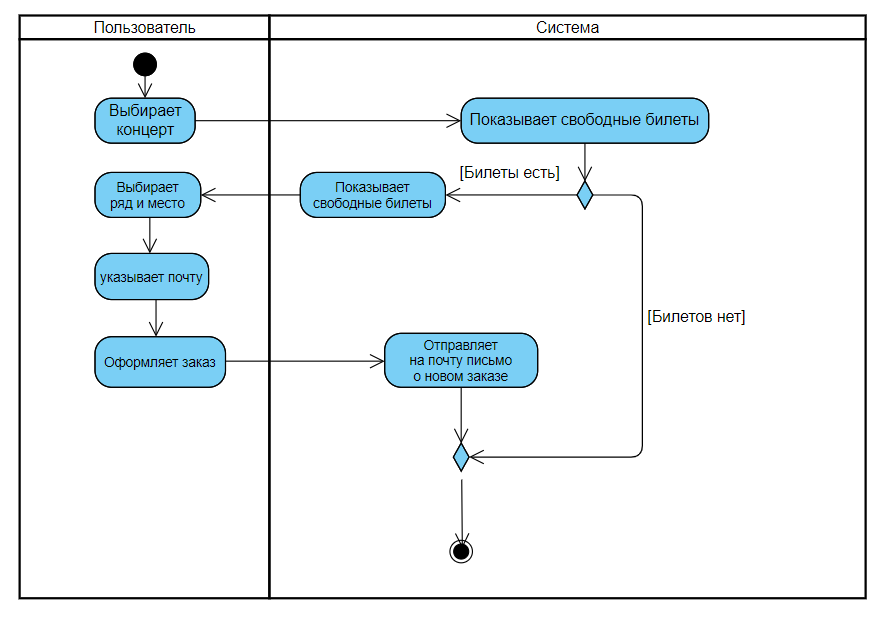 Пользователь
Система
Выбирает
концерт
Показывает свободные билеты
[Билеты есть]
Выбирает
ряд и место
Показывает
свободные билеты
указывает почту
[Билетов нет]
Оформляет заказ
Отправляет
на почту письмо
о новом заказе